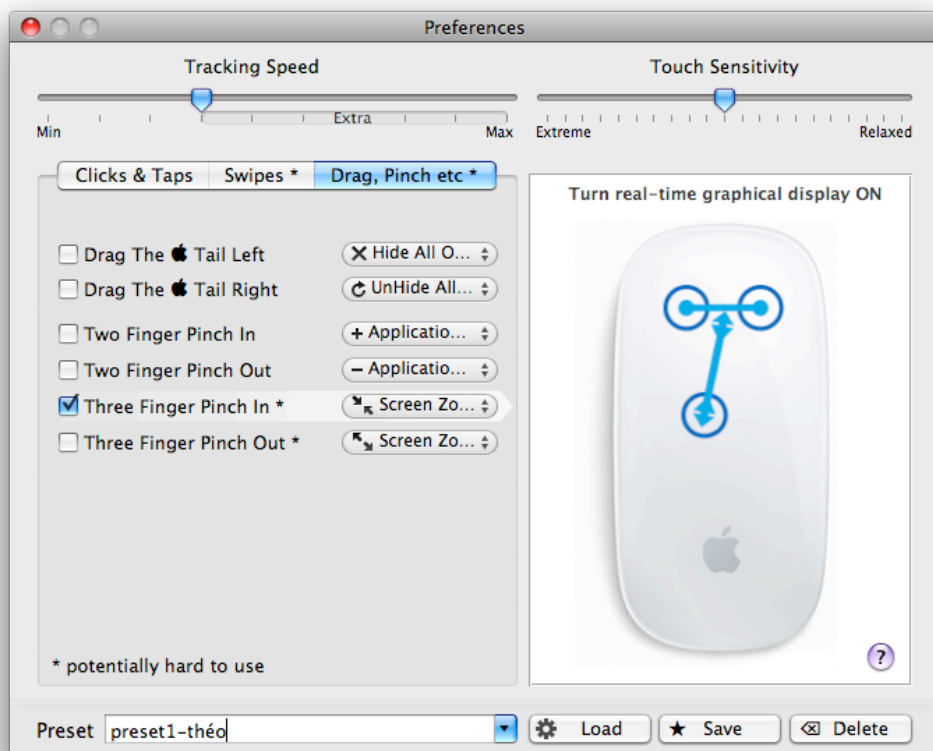 Preferences
Tracking Speed
Touch Sensitivity
Extra
Min
Max
Extreme
Relaxed
Clicks & Taps
Swipes *
Drag, Pinch etc *
Turn real-time graphical display ON
Drag The Tail Left
Hide All O...
Drag The Tail Right
UnHide All...
Two Finger Pinch In
+ Applicatio...
Two Finger Pinch Out
− Applicatio...
Three Finger Pinch In *
Screen Zo...
Three Finger Pinch Out *
Screen Zo...
* potentially hard to use
?
Preset
preset1-théo
Load
Save
Delete